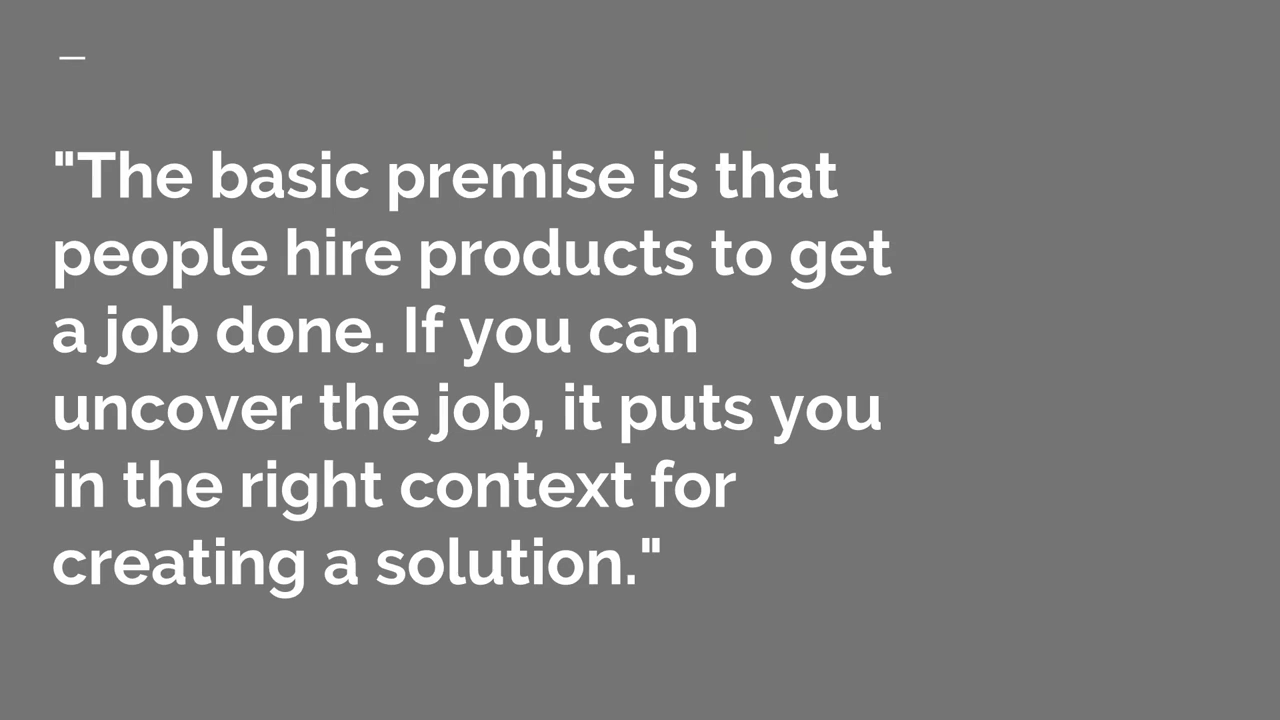 "The basic premise is that
people hire products to get
a job done. If you can
uncover the job, it puts you
in the right context for
creating a solution."